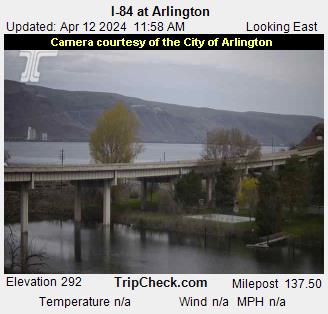 I-84 at Arlington
Updated: Apr 12 2024 11:58 AM Looking East
Camera courtesy of the City of Arlington
Elevation 292 TripCheck.com Milepost 137.50
Temperature n/a Wind n/a MPH n/a